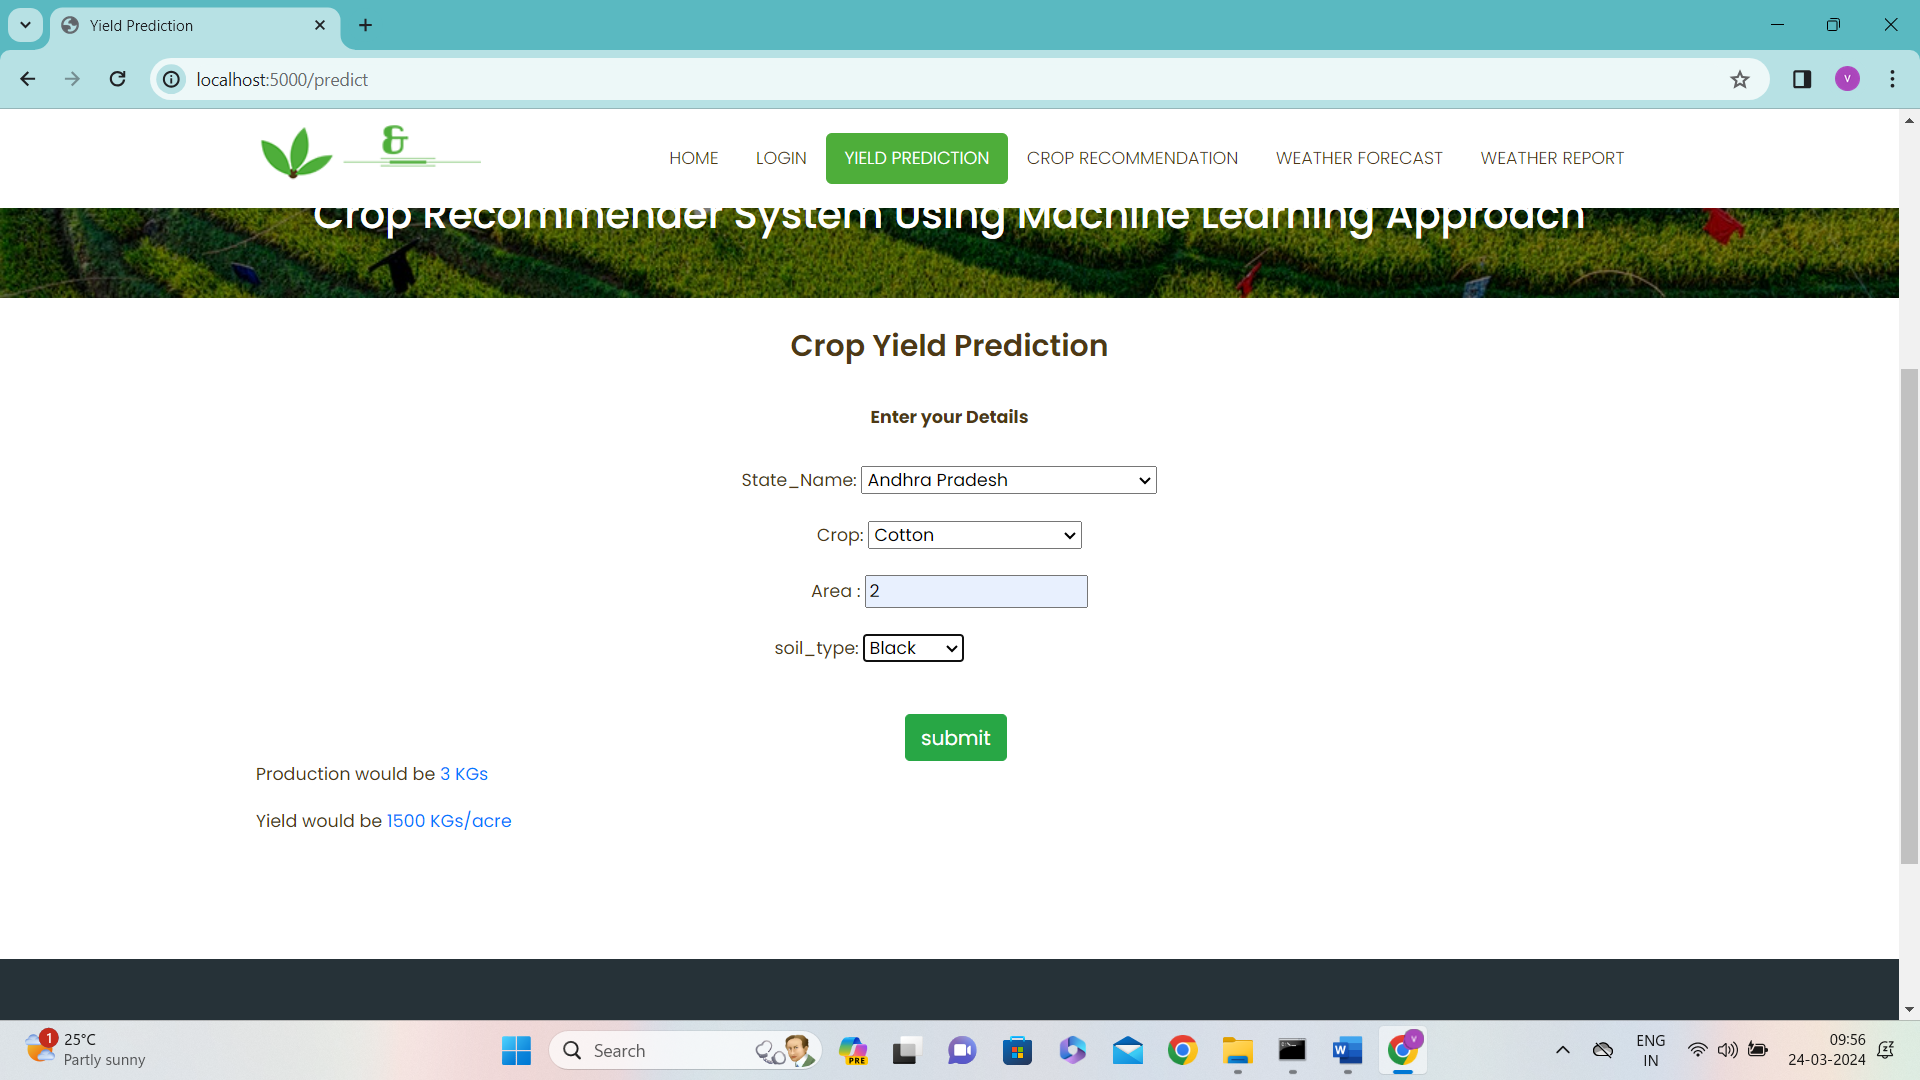 Yield Prediction
localhost:5000/predict
V
&
HOME LOGIN YIELD PREDICTION CROP RECOMMENDATION WEATHER FORECAST WEATHER REPORT
Crop Recommender System Using Machine Learning Approach
Crop Yield Prediction
Enter your Details
State_Name: Andhra Pradesh
Crop: Cotton
Area : 2
soil_type: Black
submit
Production would be 3 KGs
Yield would be 1500 KGs/acre
1
25°C
Partly sunny
Search
PRE
W
V
ENG
IN
09:56
24-03-2024